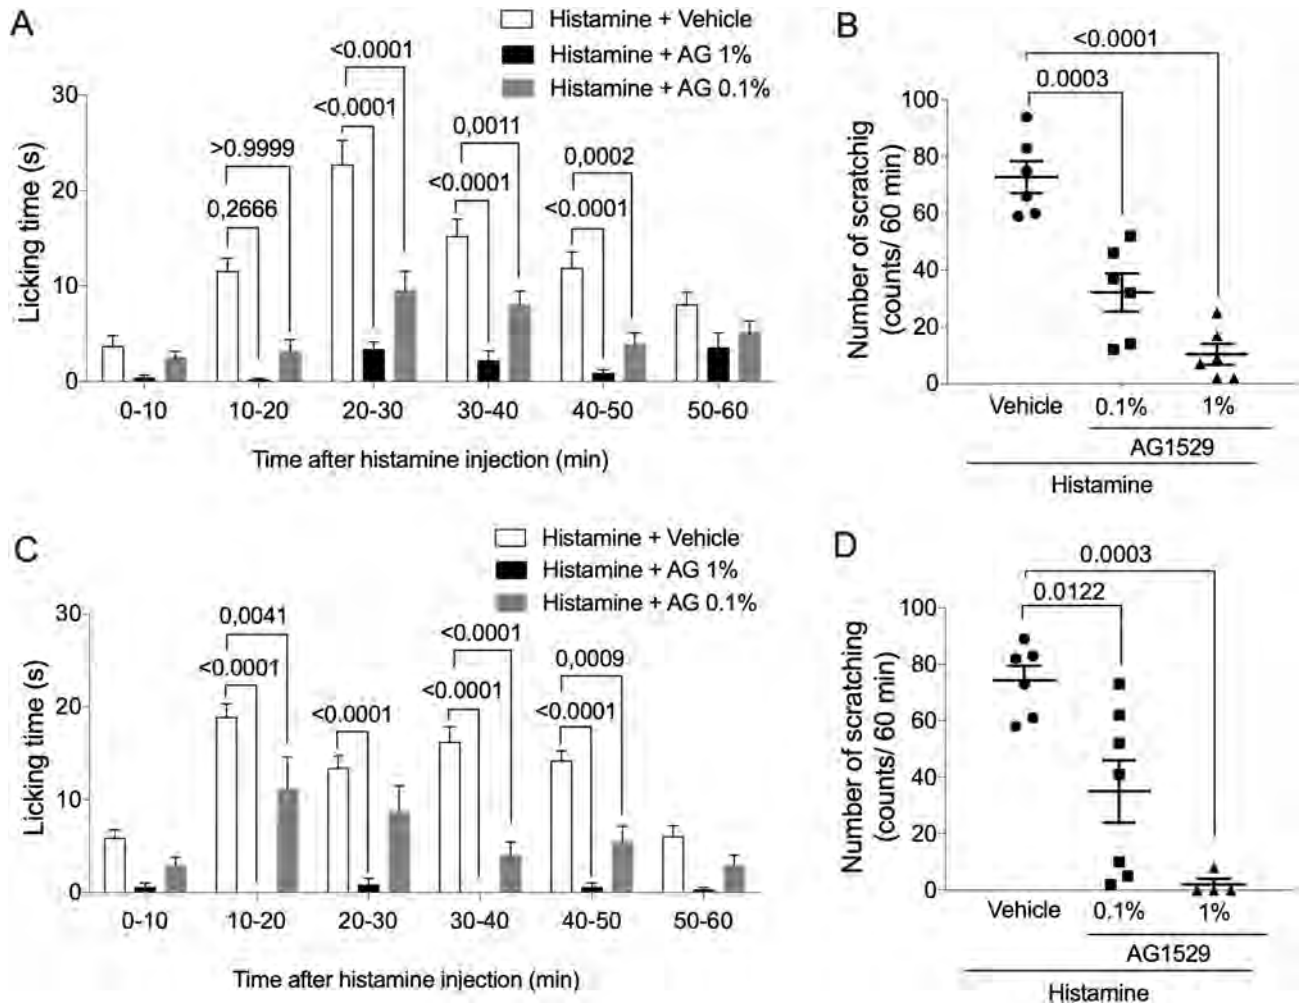 A
Histamine + Vehicle
Histamine + AG 1%
Histamine + AG 0.1%
<0.0001
<0.0001
>0.9999
0,2666
0,0011
<0.0001
0,0002
<0.0001
Licking time (s)
30
20
10
0
0-10
10-20
20-30
30-40
40-50
50-60
Time after histamine injection (min)
B
<0.0001
0.0003
Number of scratchig
(counts/ 60 min)
100
80
60
40
20
0
Vehicle
0.1%
1%
AG1529
Histamine
C
Histamine + Vehicle
Histamine + AG 1%
Histamine + AG 0.1%
0,0041
<0.0001
<0.0001
<0.0001
<0.0001
0,0009
<0.0001
Licking time (s)
30
20
10
0
0-10
10-20
20-30
30-40
40-50
50-60
Time after histamine injection (min)
D
0.0003
0.0122
Number of scratching
(counts/ 60 min)
100
80
60
40
20
0
Vehicle
0.1%
1%
AG1529
Histamine